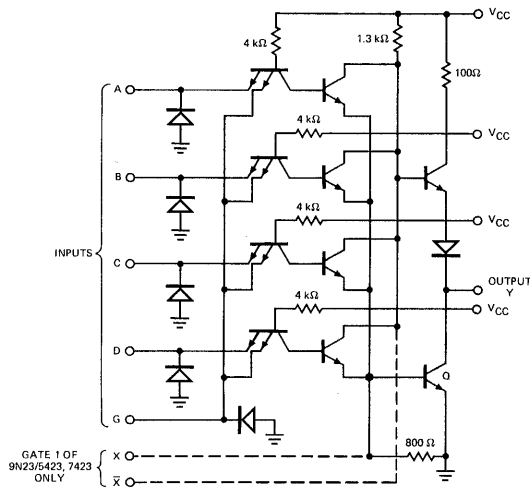 VCC
4 kΩ
1.3 kΩ
100Ω
A
4 kΩ
VCC
B
4 kΩ
VCC
C
INPUTS
OUTPUT
Y
4 kΩ
VCC
D
Q
G
800 Ω
GATE 1 OF
9N23/5423, 7423
ONLY
X
X̅